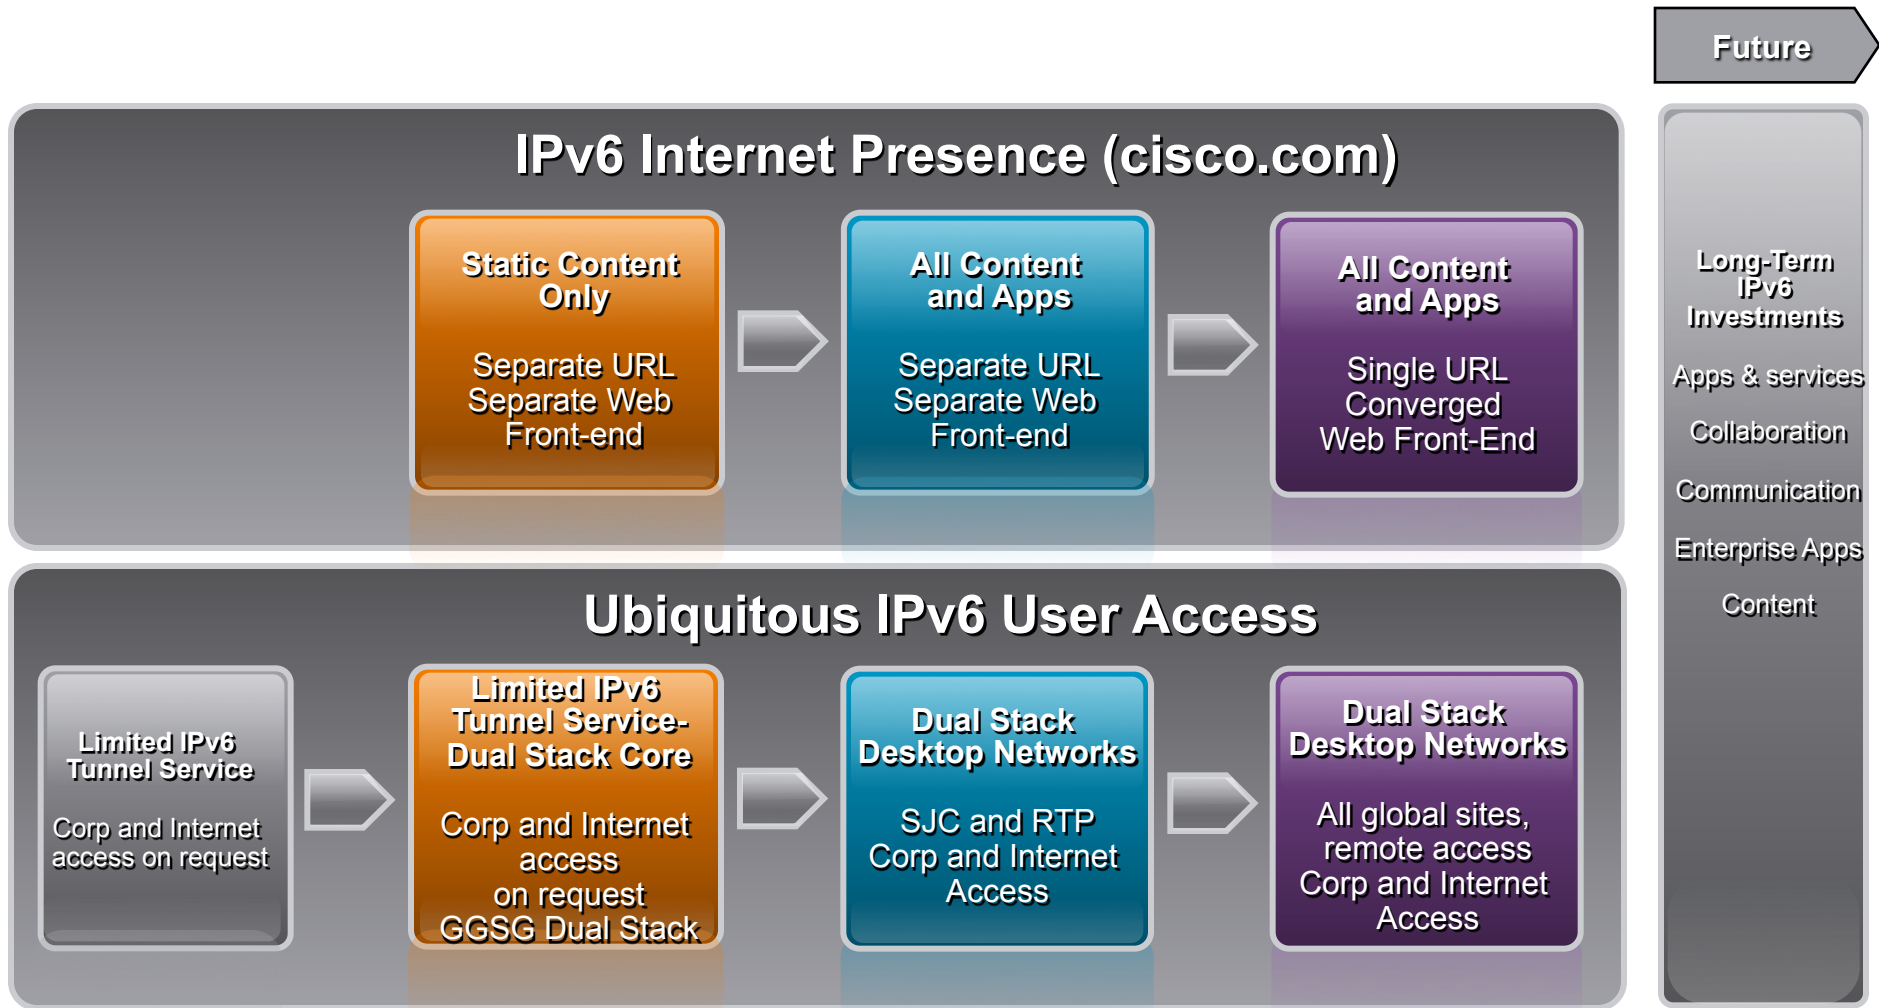 Future
IPv6 Internet Presence (cisco.com)
Static Content
Only
Separate URL
Separate Web
Front-end
All Content
and Apps
Separate URL
Separate Web
Front-end
All Content
and Apps
Single URL
Converged
Web Front-End
Ubiquitous IPv6 User Access
Limited IPv6
Tunnel Service
Corp and Internet
access on request
Limited IPv6
Tunnel Service-
Dual Stack Core
Corp and Internet
access
on request
GGSG Dual Stack
Dual Stack
Desktop Networks
SJC and RTP
Corp and Internet
Access
Dual Stack
Desktop Networks
All global sites,
remote access
Corp and Internet
Access
Long-Term
IPv6
Investments
Apps & services
Collaboration
Communication
Enterprise Apps
Content